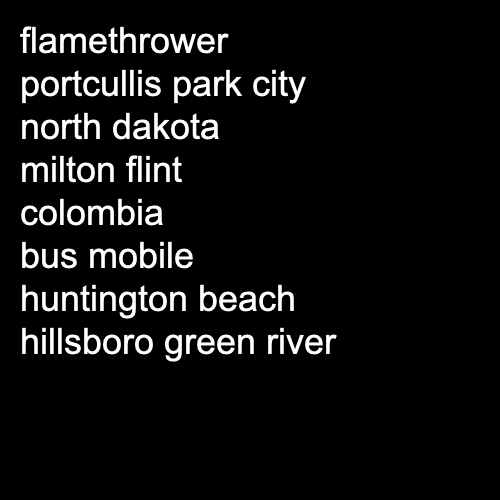 flamethrower
portcullis park city
north dakota
milton flint
colombia
bus mobile
huntington beach
hillsboro green river